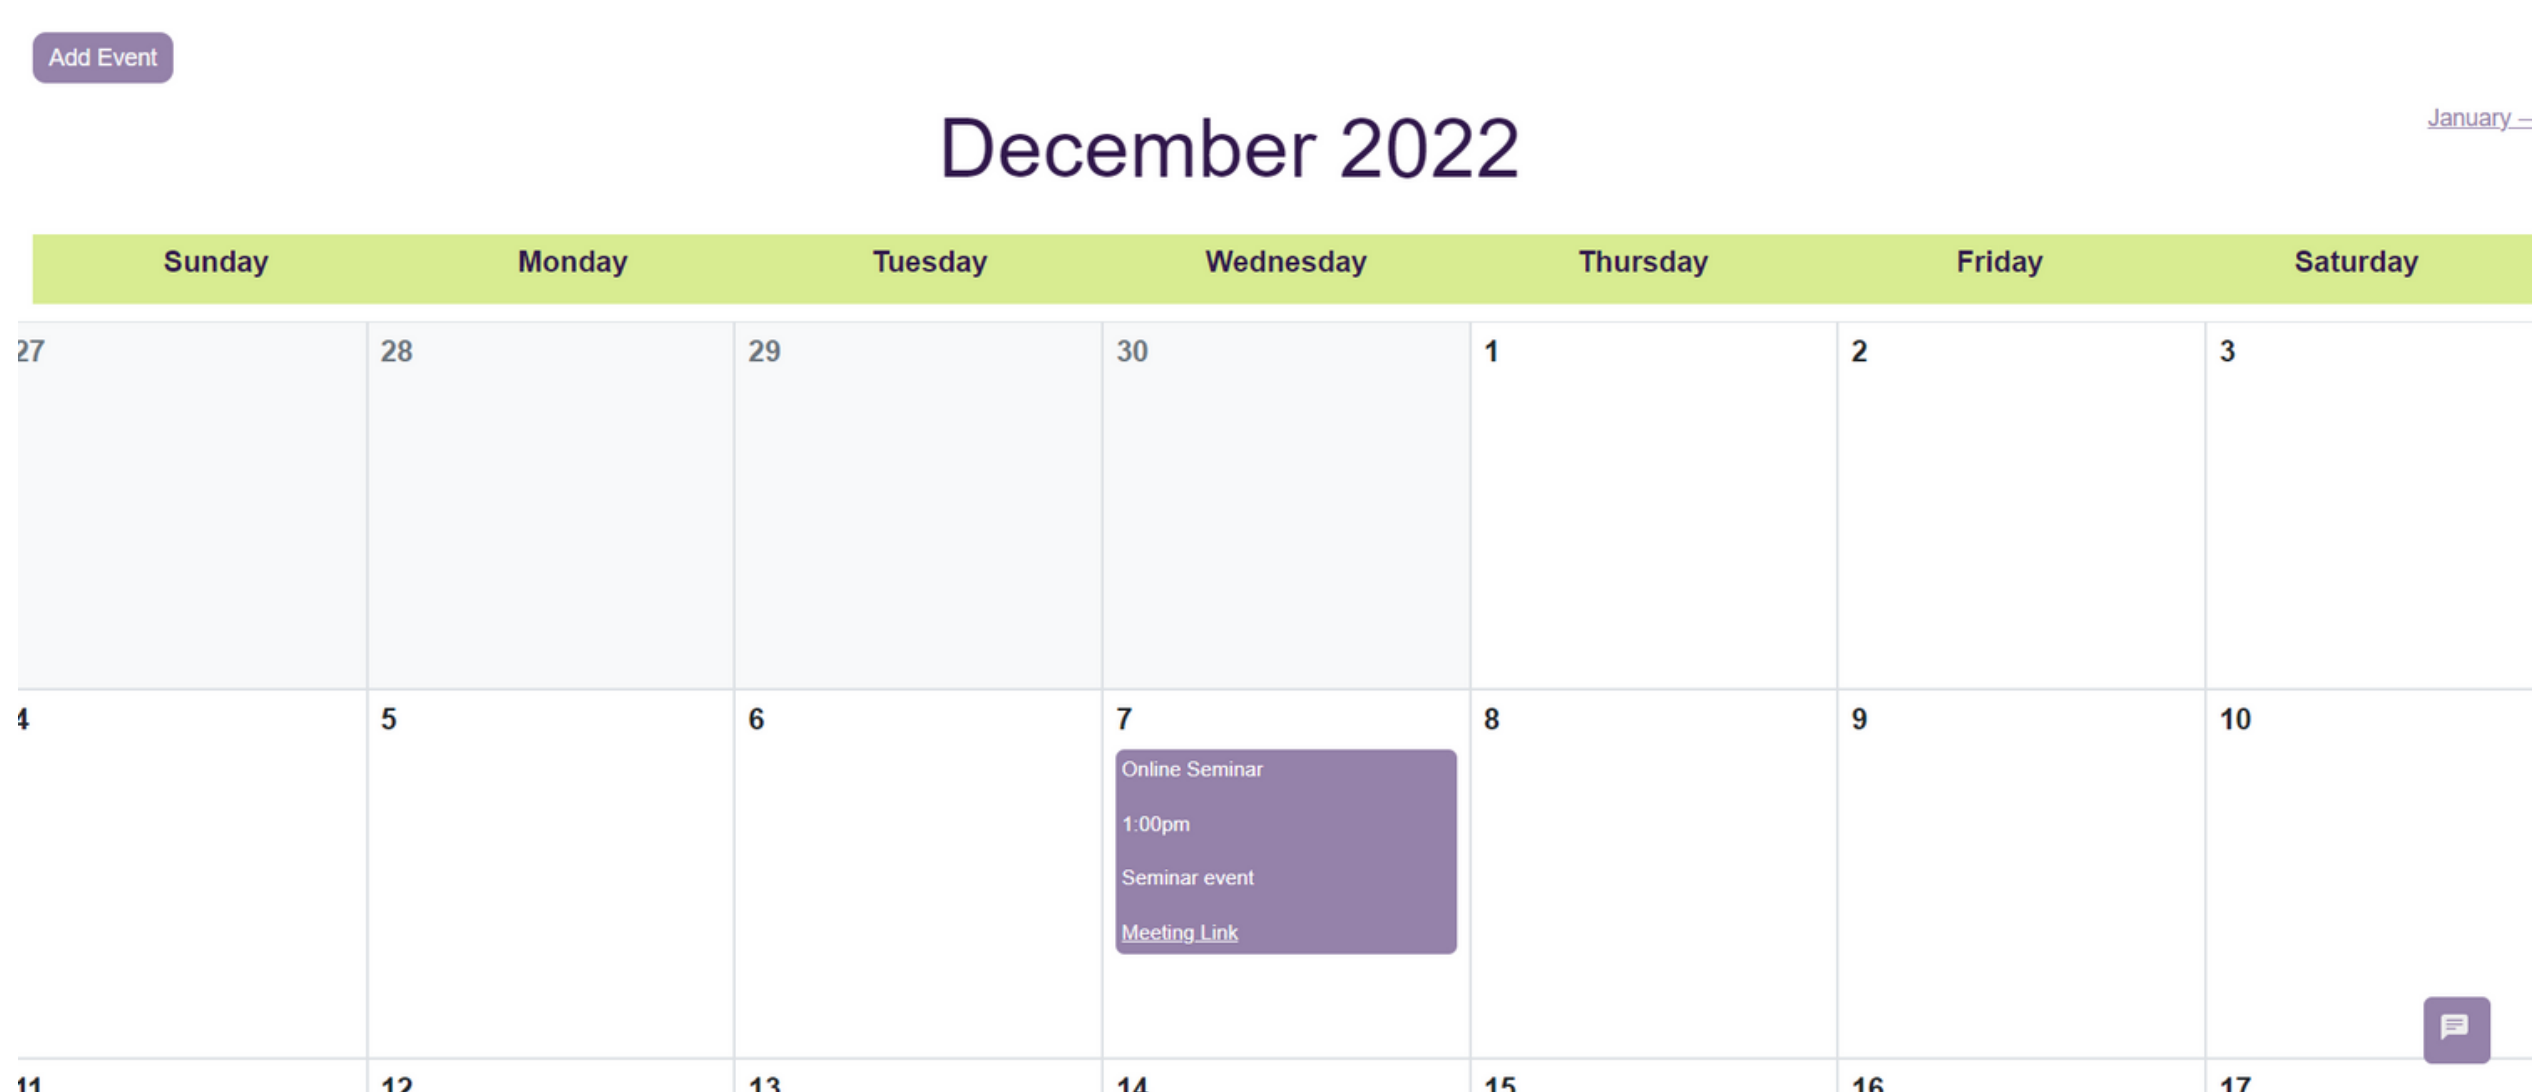 Add Event
January –
December 2022
Sunday Monday Tuesday Wednesday Thursday Friday Saturday
27 28 29 30 1 2 3
4 5 6 7 8 9 10
Online Seminar
1:00pm
Seminar event
Meeting Link
11 12 13 14 15 16 17